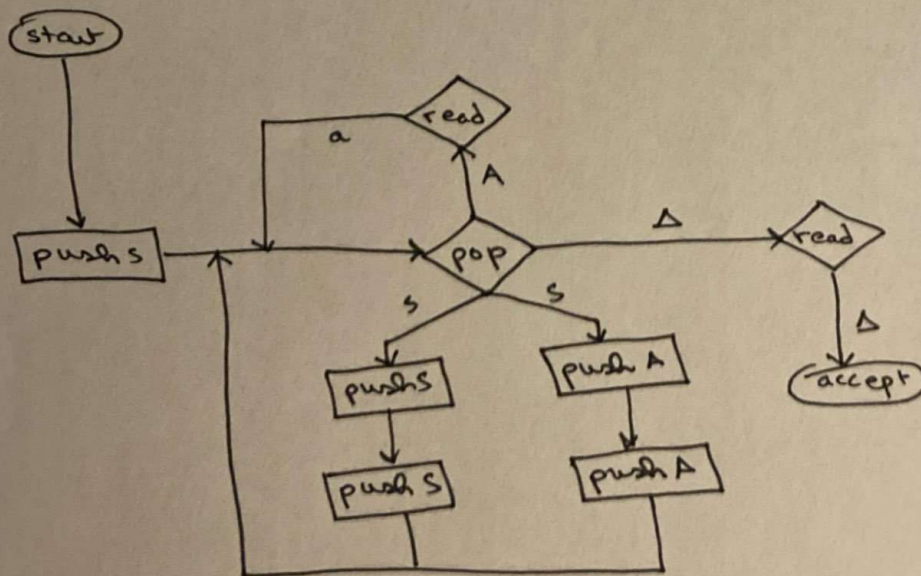 start
read
a
A
push S
pop
Δ
read
S
S
Δ
push S
push A
accept
push S
push A